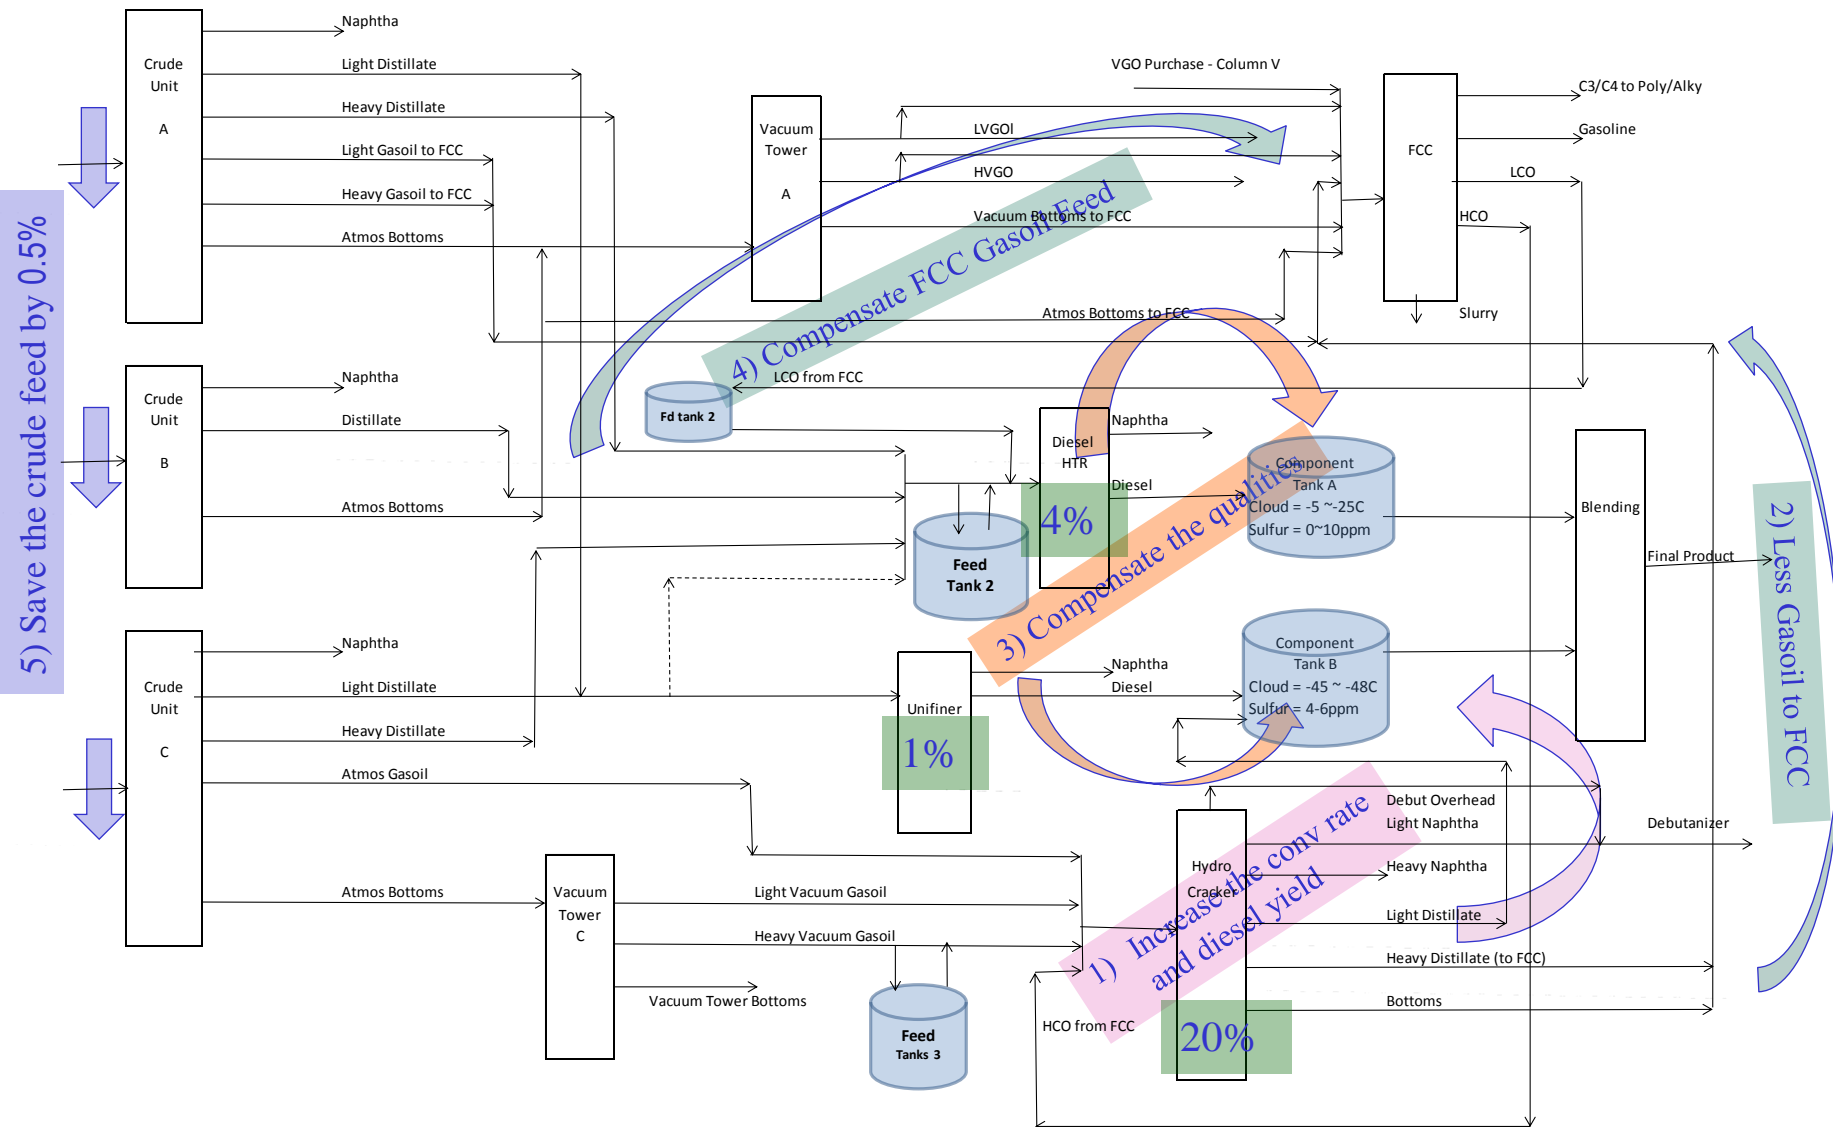 Naphtha
Crude
Unit
A
Light Distillate
Heavy Distillate
Light Gasoil to FCC
Heavy Gasoil to FCC
Atmos Bottoms
Vacuum
Tower
A
VGO Purchase - Column V
LVGOl
HVGO
Vacuum Bottoms to FCC
Atmos Bottoms to FCC
FCC
C3/C4 to Poly/Alky
Gasoline
LCO
HCO
Slurry
5) Save the crude feed by 0.5%
4) Compensate FCC Gasoil Feed
Naphtha
Crude
Unit
B
Distillate
Atmos Bottoms
LCO from FCC
Fd tank 2
Diesel
HTR
4%
Naphtha
Diesel
Feed
Tank 2
Component
Tank A
Cloud = -5 ~-25C
Sulfur = 0~10ppm
3) Compensate the qualities
Blending
Final Product
2) Less Gasoil to FCC
Naphtha
Crude
Unit
C
Light Distillate
Heavy Distillate
Atmos Gasoil
Atmos Bottoms
Unifiner
1%
Naphtha
Diesel
Component
Tank B
Cloud = -45 ~ -48C
Sulfur = 4-6ppm
Vacuum
Tower
C
Light Vacuum Gasoil
Heavy Vacuum Gasoil
Vacuum Tower Bottoms
Feed
Tanks 3
HCO from FCC
1) Increase the conv rate
and diesel yield
Hydro
Cracker
20%
Debut Overhead
Light Naphtha
Debutanizer
Heavy Naphtha
Light Distillate
Heavy Distillate (to FCC)
Bottoms